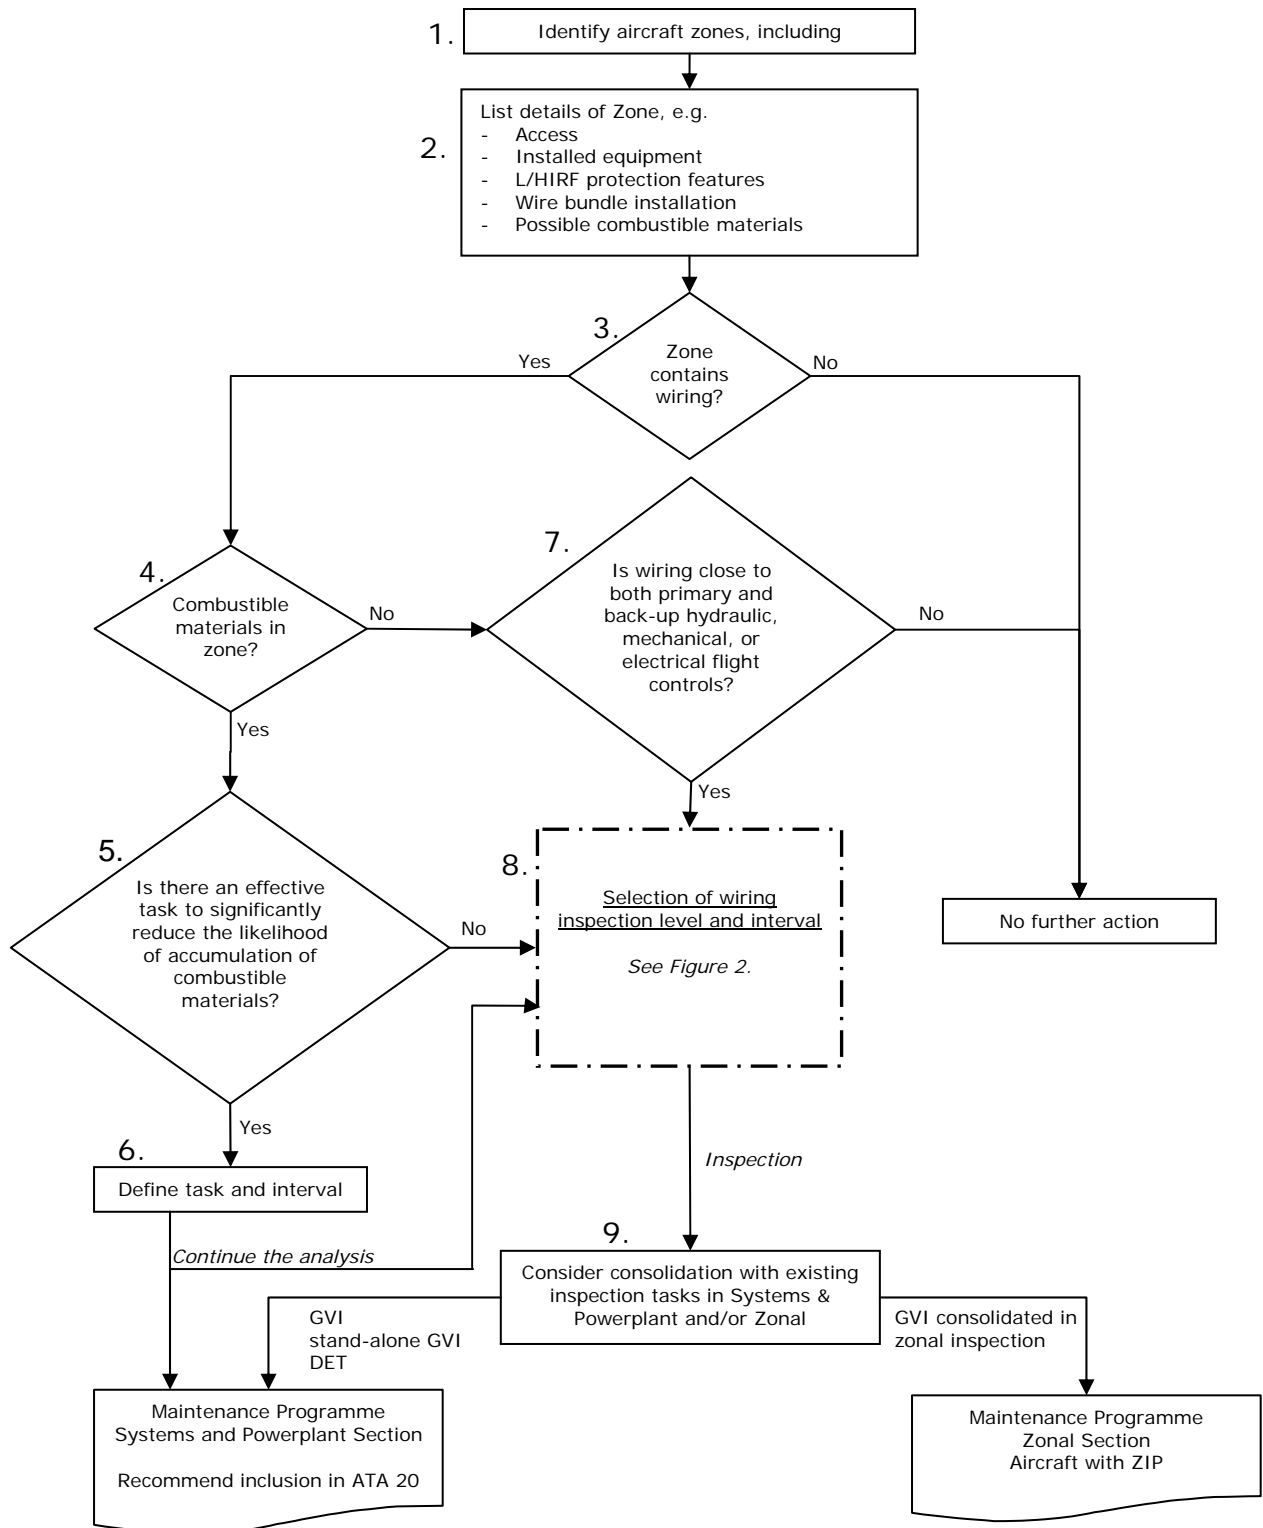 1.
Identify aircraft zones, including
2.
List details of Zone, e.g.
- Access
- Installed equipment
- L/HIRF protection features
- Wire bundle installation
- Possible combustible materials
3.
Zone
contains
wiring?
Yes
No
4.
Combustible
materials in
zone?
No
Yes
7.
Is wiring close to
both primary and
back-up hydraulic,
mechanical, or
electrical flight
controls?
No
Yes
5.
Is there an effective
task to significantly
reduce the likelihood
of accumulation of
combustible
materials?
No
Yes
8.
Selection of wiring
inspection level and interval
See Figure 2.
No further action
6.
Define task and interval
Continue the analysis
Inspection
9.
Consider consolidation with existing
inspection tasks in Systems &
Powerplant and/or Zonal
GVI
stand-alone GVI
DET
GVI consolidated in
zonal inspection
Maintenance Programme
Systems and Powerplant Section
Recommend inclusion in ATA 20
Maintenance Programme
Zonal Section
Aircraft with ZIP